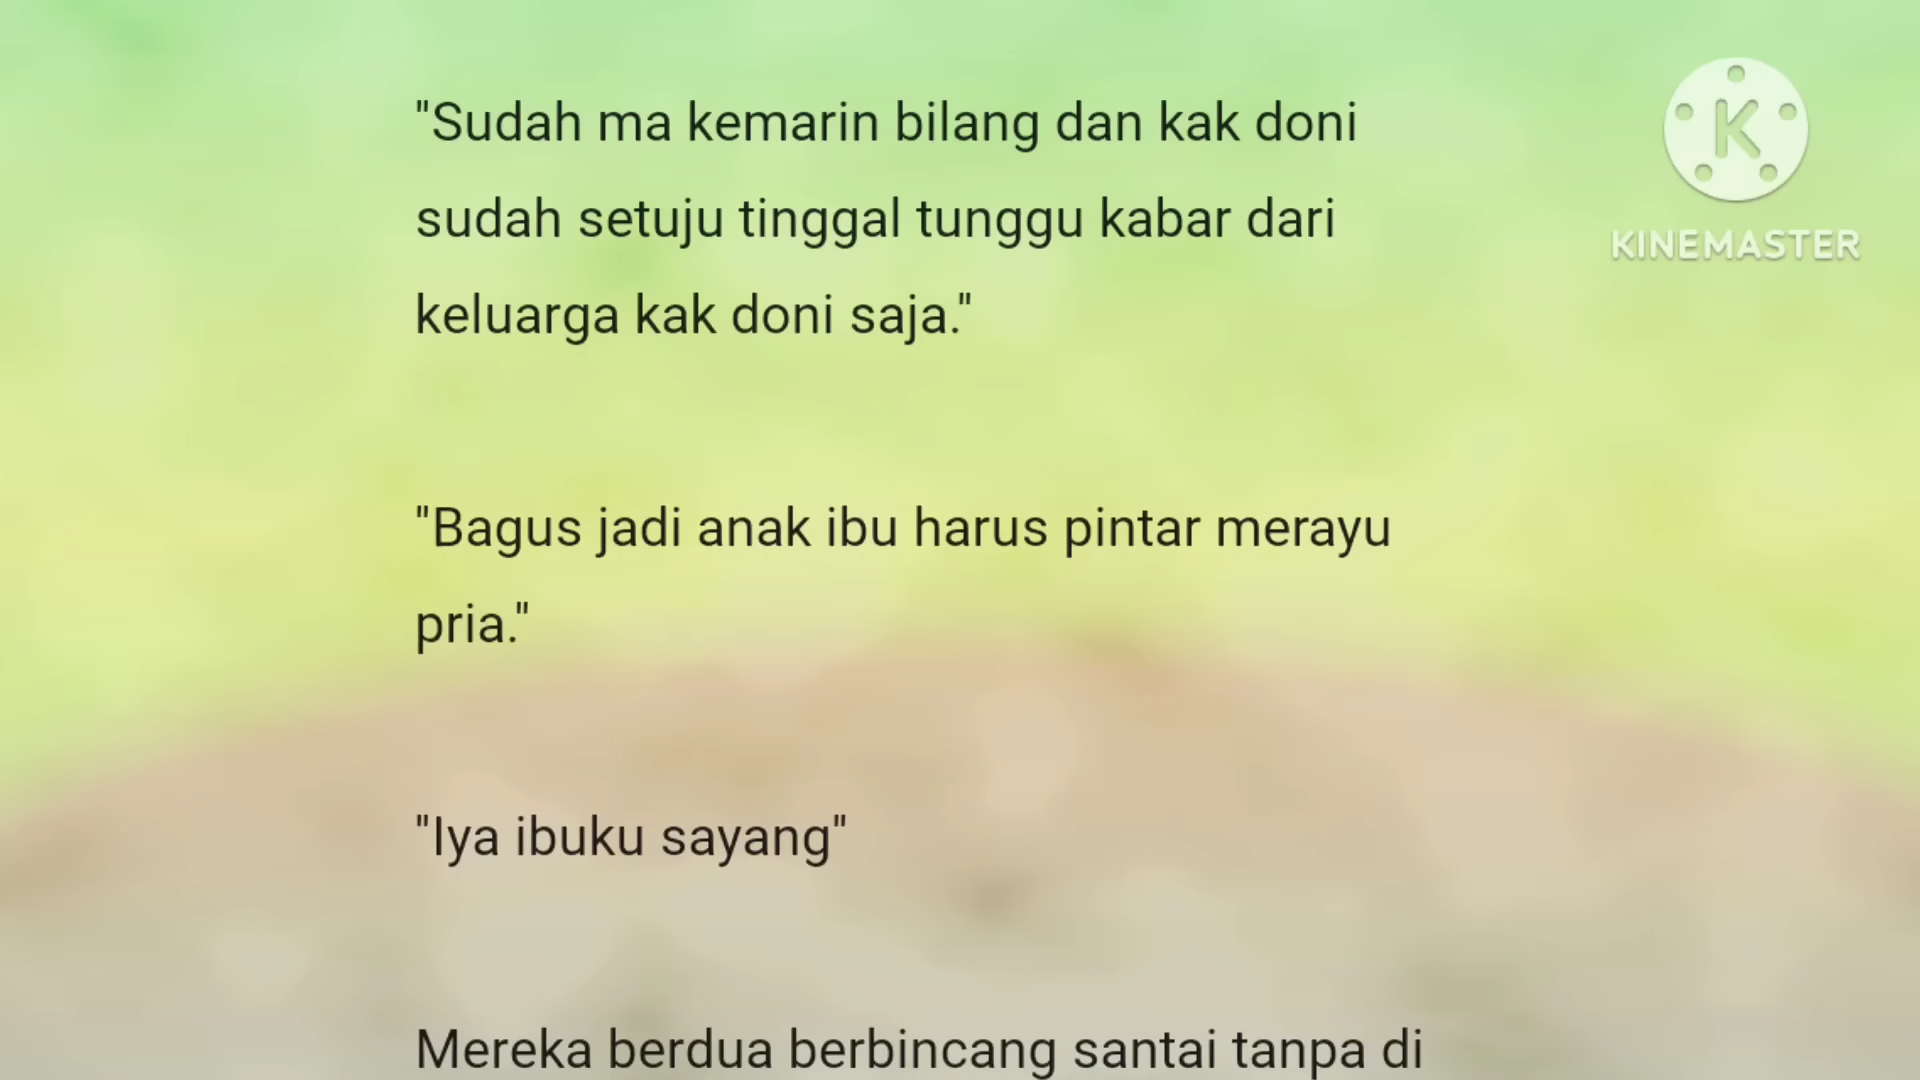 "Sudah ma kemarin bilang dan kak doni
sudah setuju tinggal tunggu kabar dari
keluarga kak doni saja."
"Bagus jadi anak ibu harus pintar merayu
pria."
"Iya ibuku sayang"
Mereka berdua berbincang santai tanpa di
K
KINEMASTER